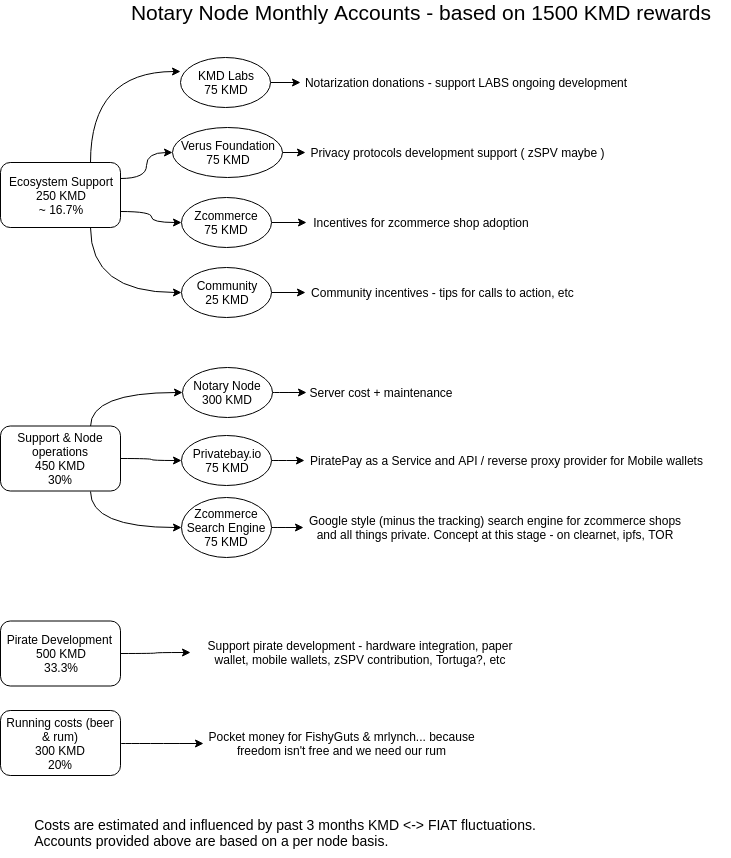 Notary Node Monthly Accounts - based on 1500 KMD rewards
Ecosystem Support
250 KMD
~ 16.7%
KMD Labs
75 KMD
Notarization donations - support LABS ongoing development
Verus Foundation
75 KMD
Privacy protocols development support ( zSPV maybe )
Zcommerce
75 KMD
Incentives for zcommerce shop adoption
Community
25 KMD
Community incentives - tips for calls to action, etc
Support & Node
operations
450 KMD
30%
Notary Node
300 KMD
Server cost + maintenance
Privatebay.io
75 KMD
PiratePay as a Service and API / reverse proxy provider for Mobile wallets
Zcommerce
Search Engine
75 KMD
Google style (minus the tracking) search engine for zcommerce shops
and all things private. Concept at this stage - on clearnet, ipfs, TOR
Pirate Development
500 KMD
33.3%
Support pirate development - hardware integration, paper
wallet, mobile wallets, zSPV contribution, Tortuga?, etc
Running costs (beer
& rum)
300 KMD
20%
Pocket money for FishyGuts & mrlynch... because
freedom isn't free and we need our rum
Costs are estimated and influenced by past 3 months KMD <-> FIAT fluctuations.
Accounts provided above are based on a per node basis.